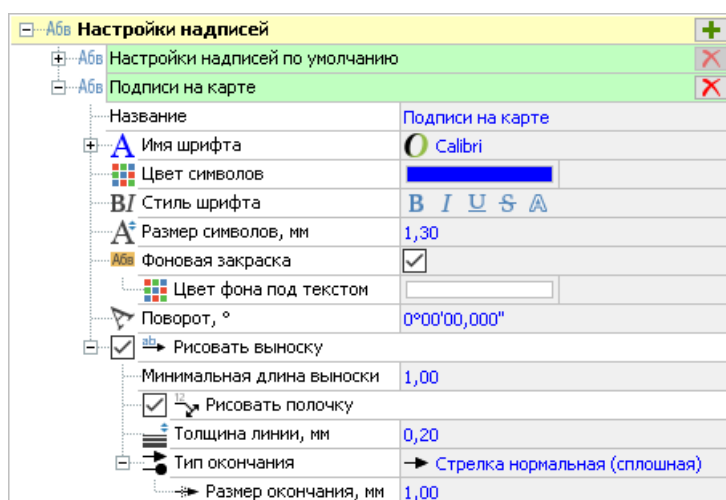 Абв Настройки надписей
Абв Настройки надписей по умолчанию
Абв Подписи на карте
Название Подписи на карте
A Имя шрифта O Calibri
Цвет символов
BI Стиль шрифта B I U S A
A Размер символов, мм 1,30
Абв Фоновая закраска
Цвет фона под текстом
Поворот, ° 0°00'00,000"
ab Рисовать выноску
Минимальная длина выноски 1,00
12 Рисовать полочку
Толщина линии, мм 0,20
Тип окончания Стрелка нормальная (сплошная)
Размер окончания, мм 1,00